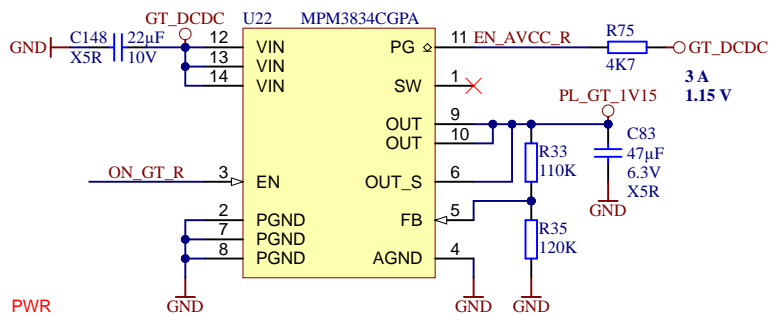 U22 MPM3834CGPA
GT_DCDC
C148 22µF
GND
X5R 10V
12 VIN
13 VIN
14 VIN
PG 11 EN_AVCC_R
R75
4K7
GT_DCDC
3 A
1.15 V
SW 1
PL_GT_1V15
OUT 9
OUT 10
R33
110K
C83
47µF
6.3V
X5R
GND
ON_GT_R 3 EN
OUT_S 6
2 PGND
7 PGND
8 PGND
FB 5
R35
120K
AGND 4
GND
GND
GND
PWR